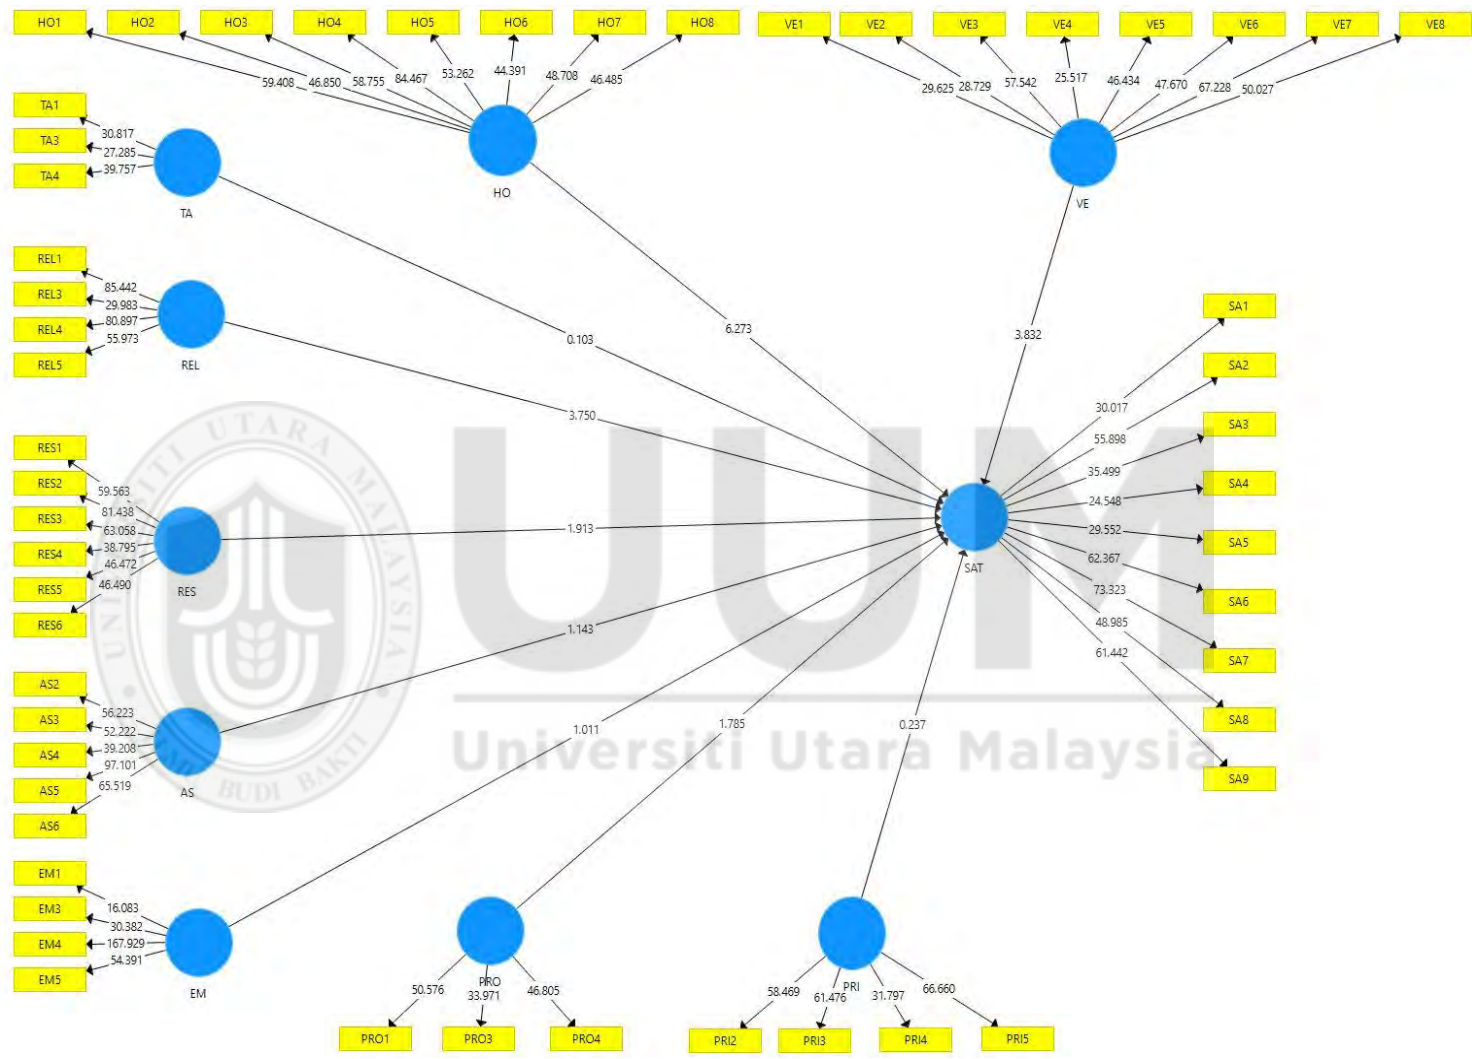 HO1 HO2 HO3 HO4 HO5 HO6 HO7 HO8
59.408 46.850 58.755 84.467 53.262 44.391 48.708 46.485
HO
VE1 VE2 VE3 VE4 VE5 VE6 VE7 VE8
29.625 28.729 57.542 25.517 46.434 47.670 67.228 50.027
VE
TA1
TA3
TA4
30.817
27.285
39.757
TA
REL1
REL3
REL4
REL5
85.442
29.983
80.897
55.973
REL
RES1
RES2
RES3
RES4
RES5
RES6
59.563
81.438
63.058
38.795
46.472
46.490
RES
AS2
AS3
AS4
AS5
AS6
56.223
52.222
39.208
97.101
65.519
AS
EM1
EM3
EM4
EM5
16.083
30.382
167.929
54.391
EM
6.273
3.832
0.103
3.750
1.913
1.143
1.011
1.785
0.237
SAT
SA1
SA2
SA3
SA4
SA5
SA6
SA7
SA8
SA9
30.017
55.898
35.499
24.548
29.552
62.367
73.323
48.985
61.442
PRO
50.576 33.971 46.805
PRO1 PRO3 PRO4
PRI
58.469 61.476 31.797 66.660
PRI2 PRI3 PRI4 PRI5
UUM
Universiti Utara Malaysia
UNIVERSITI UTARA MALAYSIA
BUDI BAKTI